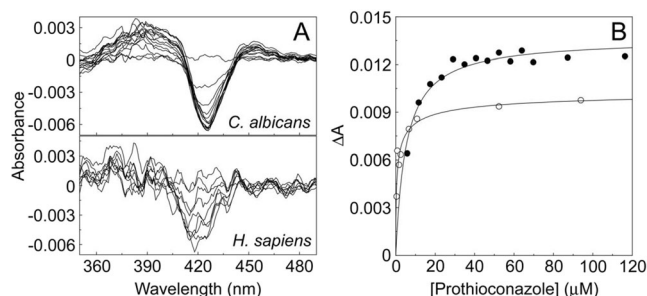 A
0.003
0
-0.003
-0.006
C. albicans
Absorbance
0.003
0
-0.003
-0.006
H. sapiens
360 390 420 450 480
Wavelength (nm)
B
0.015
0.012
0.009
0.006
0.003
0.000
ΔA
0 20 40 60 80 100 120
[Prothioconazole] (µM)